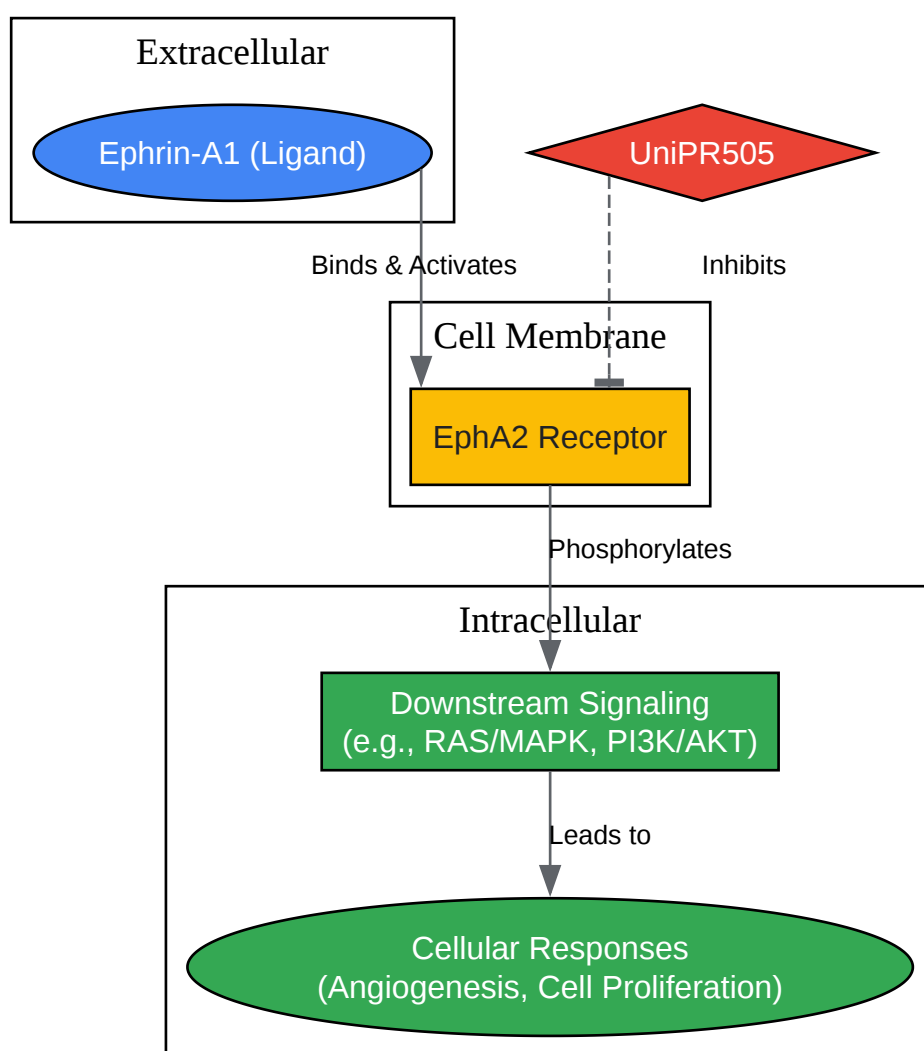 Extracellular
Ephrin-A1 (Ligand)
UniPR505
Binds & Activates
Inhibits
Cell Membrane
EphA2 Receptor
Phosphorylates
Intracellular
Downstream Signaling
(e.g., RAS/MAPK, PI3K/AKT)
Leads to
Cellular Responses
(Angiogenesis, Cell Proliferation)